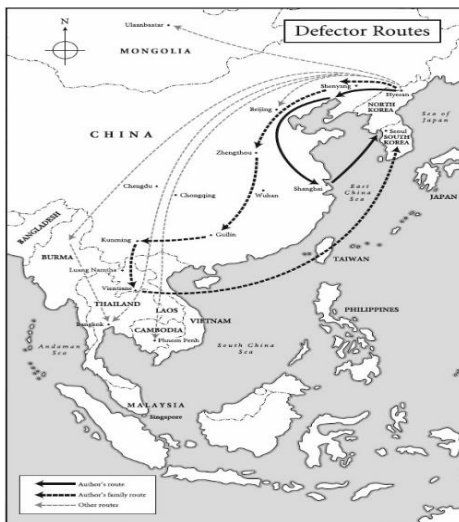 Defector Routes
N
Ulaanbaatar
MONGOLIA
Shenyang
Hyesan
Beijing
NORTH
KOREA
Sea of
Japan
Seoul
SOUTH
KOREA
CHINA
Zhengzhou
JAPAN
Chengdu
Chongqing
Wuhan
Shanghai
East
China
Sea
BANGLADESH
Kunming
Guilin
TAIWAN
BURMA
Luang Namtha
Vientiane
THAILAND
LAOS
VIETNAM
Bangkok
CAMBODIA
Phnom Penh
PHILIPPINES
Andaman
Sea
South China
Sea
MALAYSIA
Singapore
Author's route
Author's family route
Other routes